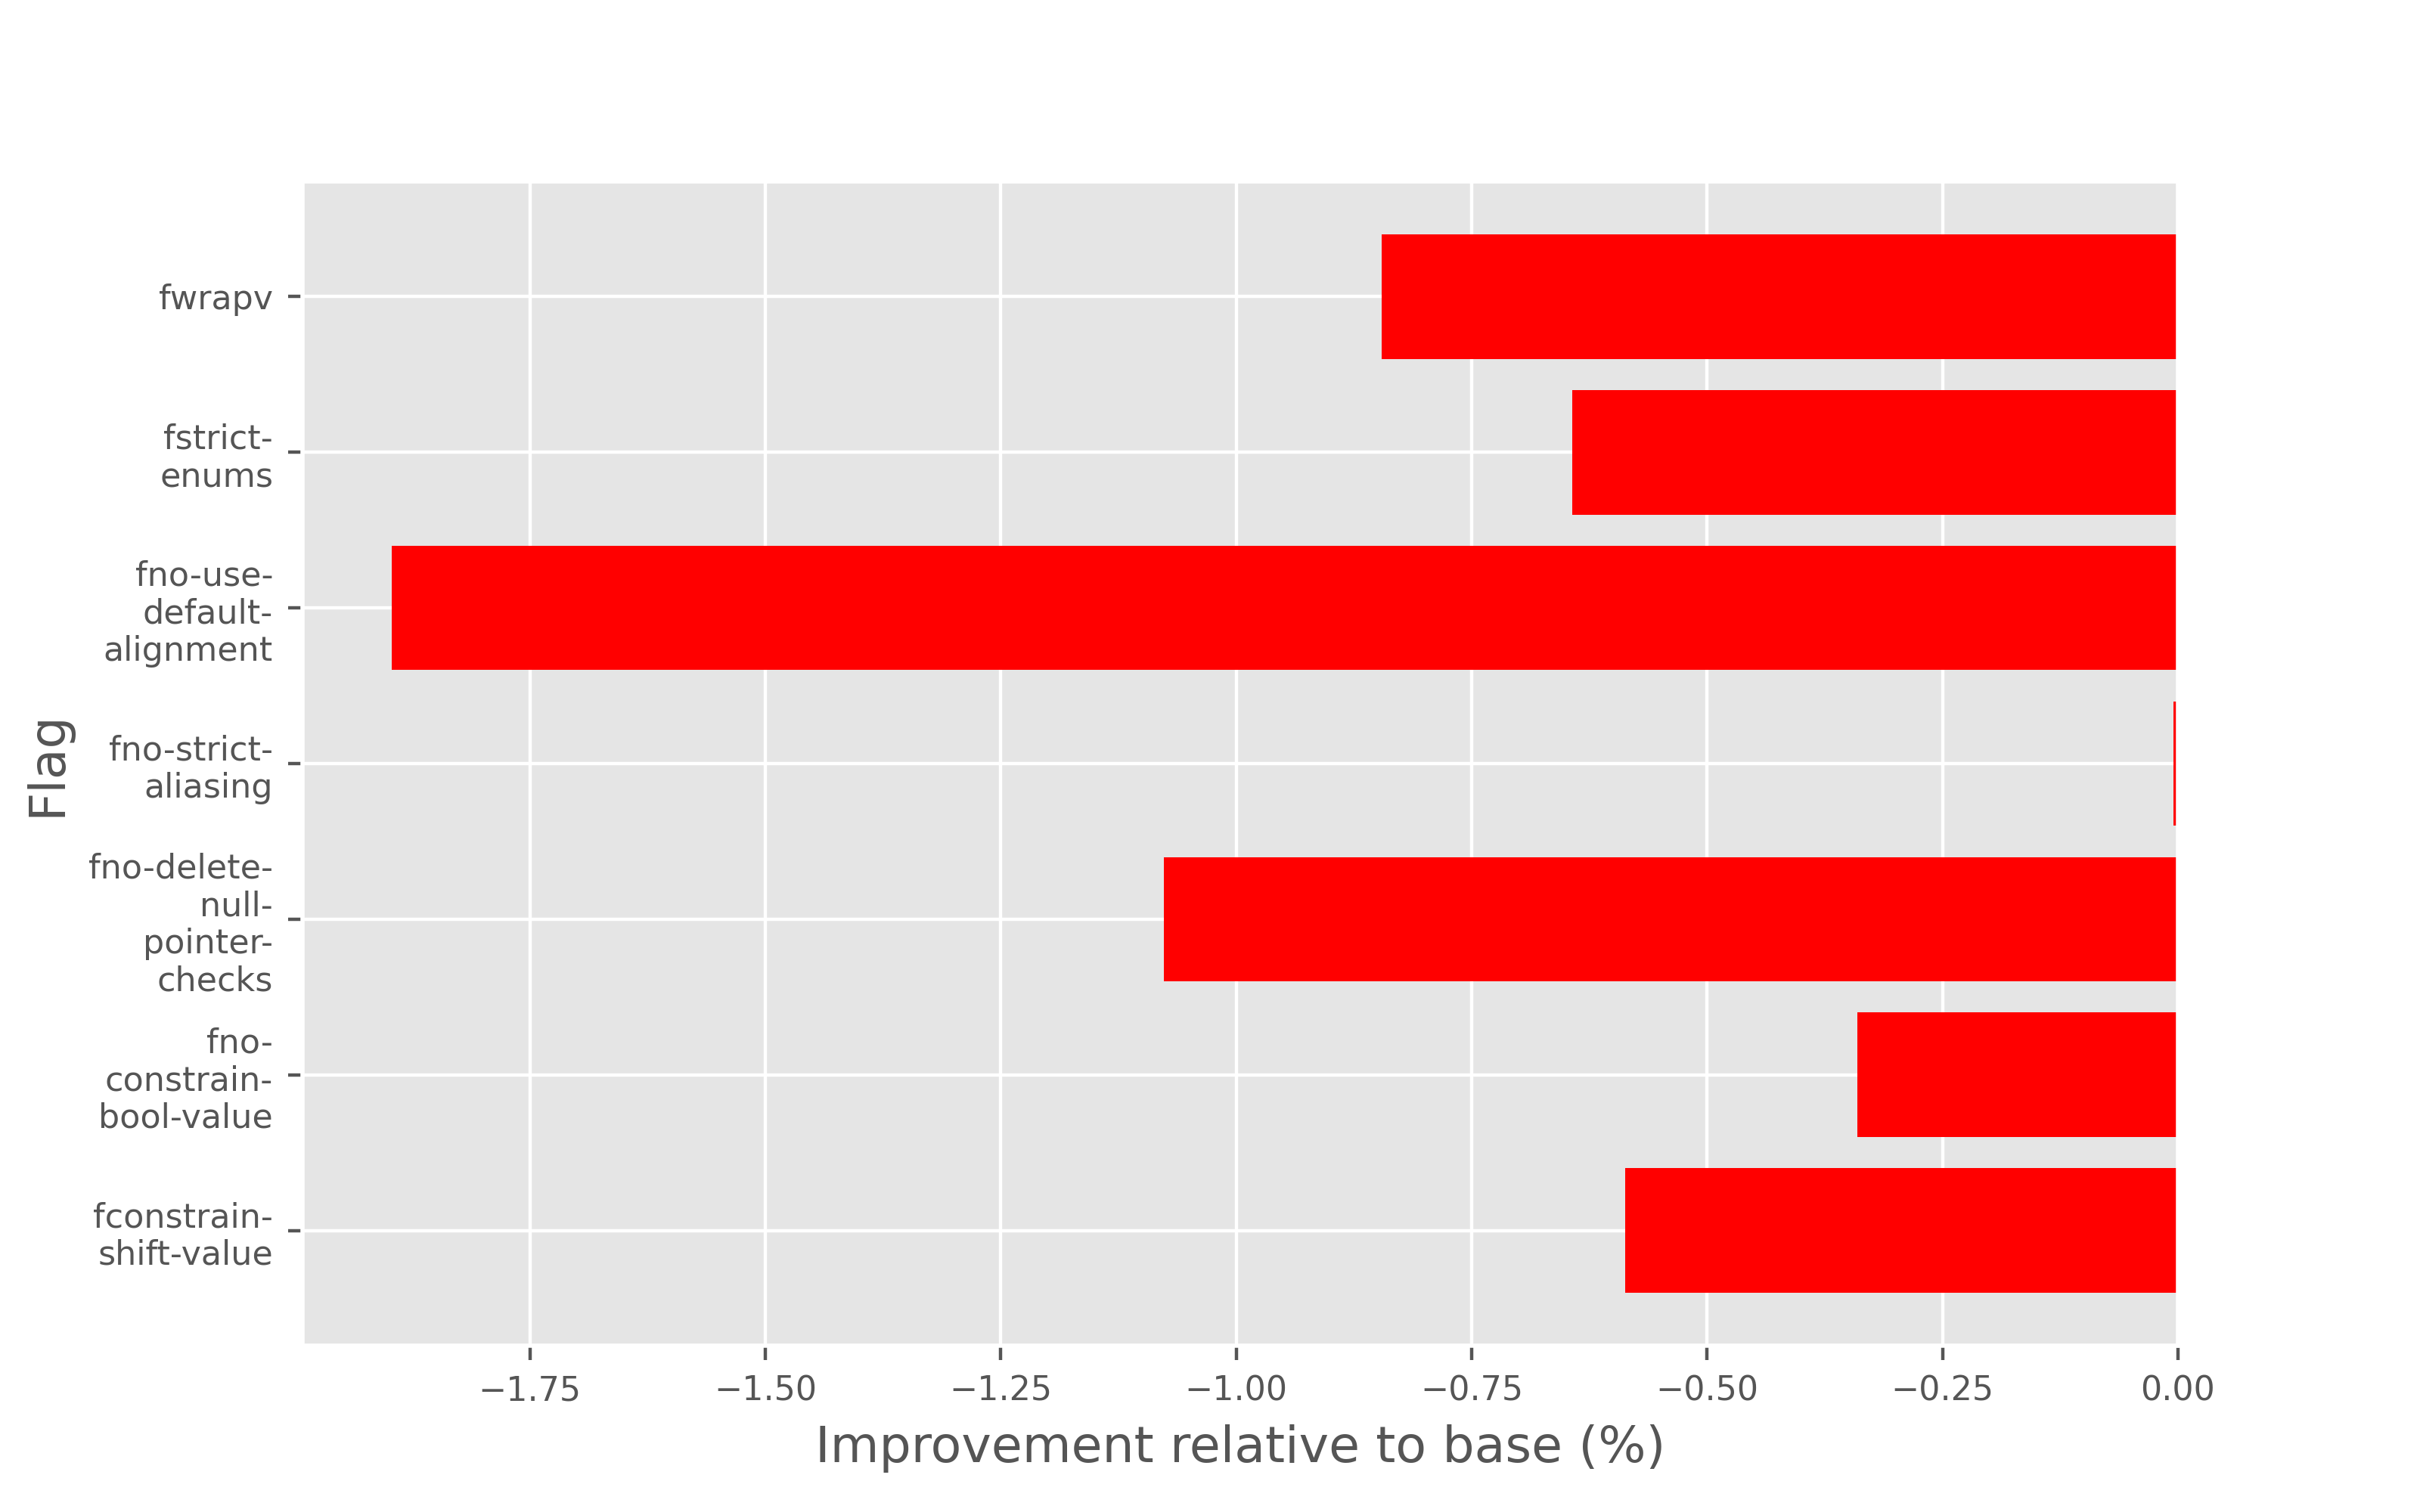 fwrapv
fstrict-
enums
fno-use-
default-
alignment
fno-strict-
aliasing
fno-delete-
null-
pointer-
checks
fno-
constrain-
bool-value
fconstrain-
shift-value
Flag
−1.75 −1.50 −1.25 −1.00 −0.75 −0.50 −0.25 0.00
Improvement relative to base (%)